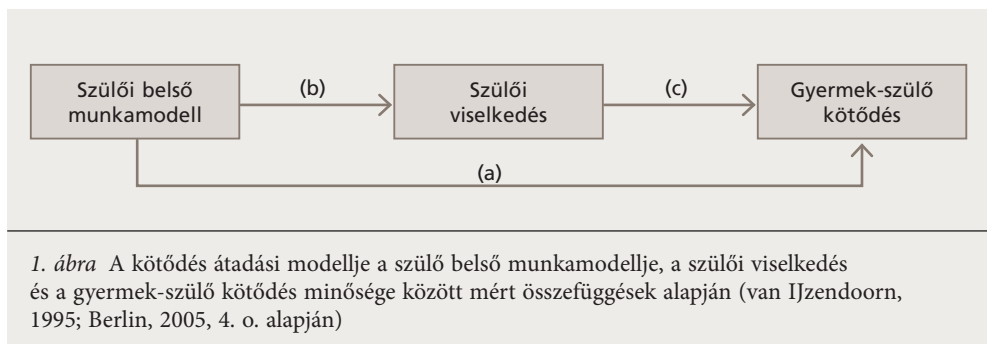 Szülői belső
munkamodell
(b)
Szülői
viselkedés
(c)
Gyermek-szülő
kötődés
(a)
1. ábra A kötődés átadási modellje a szülő belső munkamodellje, a szülői viselkedés
és a gyermek-szülő kötődés minősége között mért összefüggések alapján (van IJzendoorn,
1995; Berlin, 2005, 4. o. alapján)